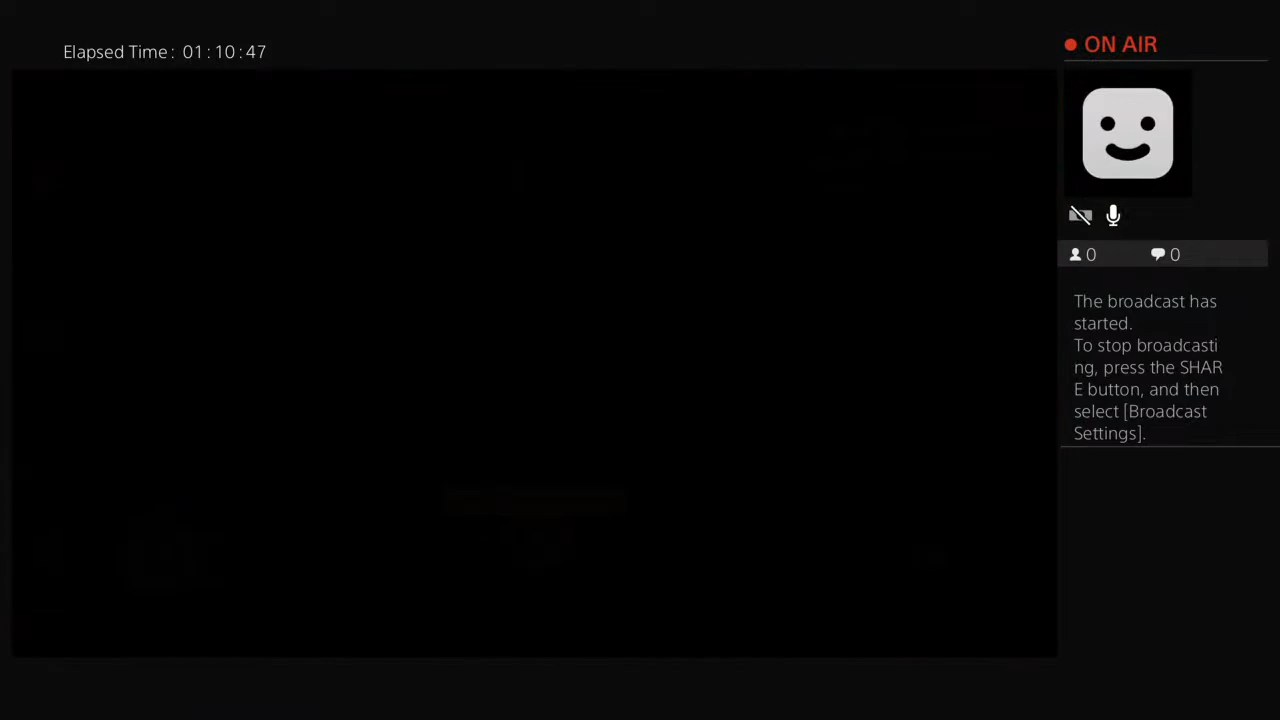 Elapsed Time: 01:10:47
ON AIR
0 0
The broadcast has
started.
To stop broadcasti
ng, press the SHAR
E button, and then
select [Broadcast
Settings].